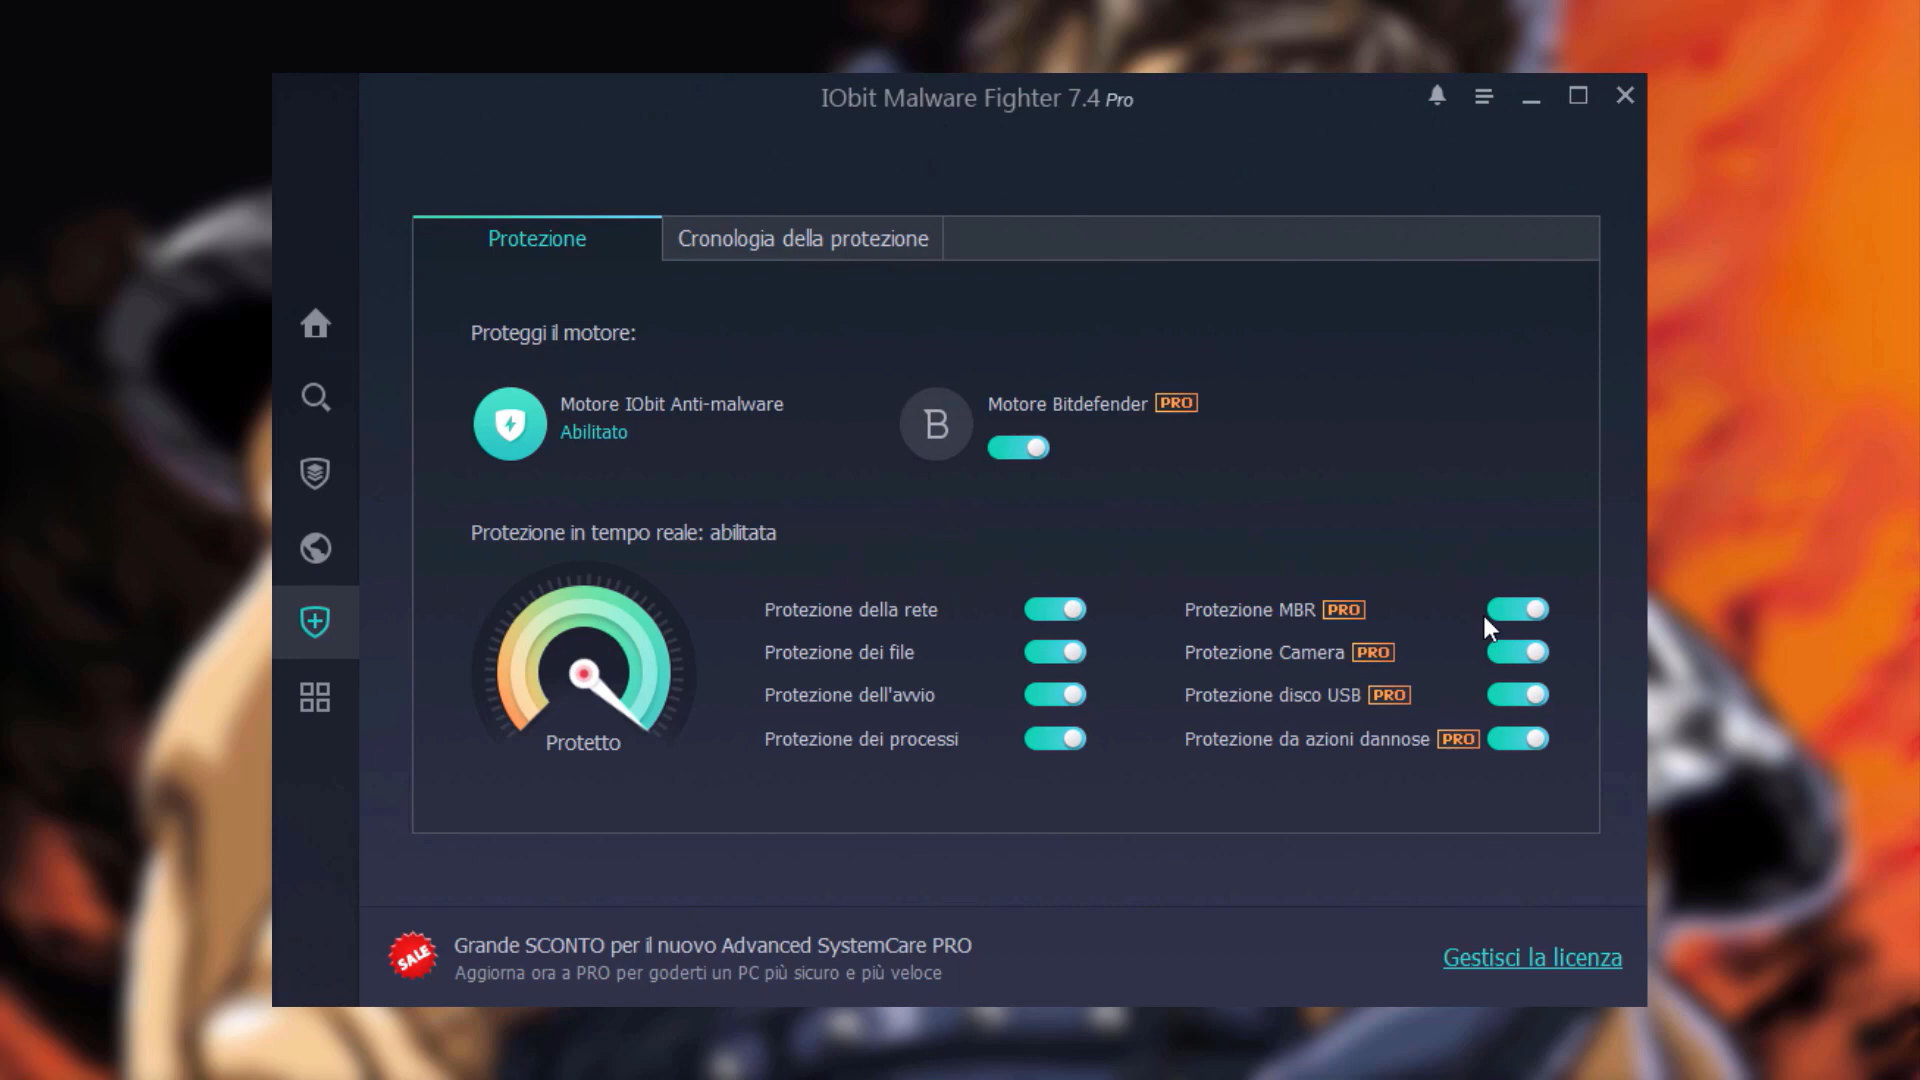 IObit Malware Fighter 7.4 Pro
Protezione
Cronologia della protezione
Proteggi il motore:
Motore IObit Anti-malware
Abilitato
B
Motore Bitdefender PRO
Protezione in tempo reale: abilitata
Protetto
Protezione della rete
Protezione MBR PRO
Protezione dei file
Protezione Camera PRO
Protezione dell'avvio
Protezione disco USB PRO
Protezione dei processi
Protezione da azioni dannose PRO
SALE
Grande SCONTO per il nuovo Advanced SystemCare PRO
Aggiorna ora a PRO per goderti un PC più sicuro e più veloce
Gestisci la licenza